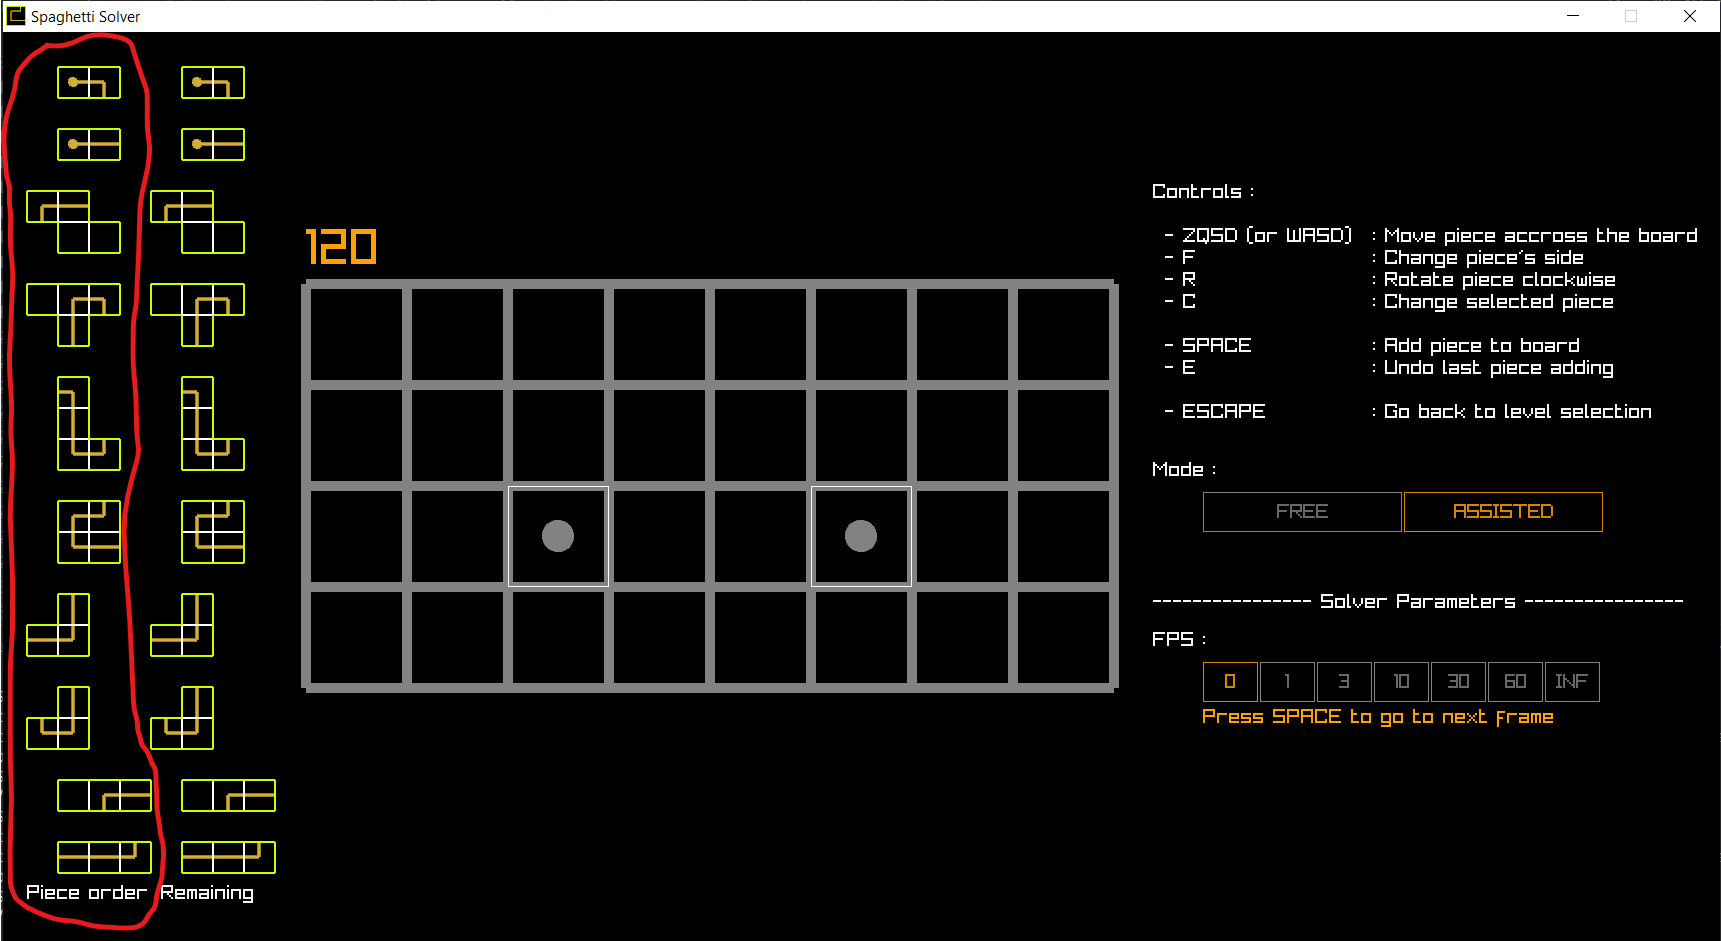 Spaghetti Solver
120
Controls :
- ZQSD (or WASD) : Move piece accross the board
- F : Change piece's side
- R : Rotate piece clockwise
- C : Change selected piece
- SPACE : Add piece to board
- E : Undo last piece adding
- ESCAPE : Go back to level selection
Mode :
FREE ASSISTED
---------------- Solver Parameters ----------------
FPS :
0 1 3 10 30 60 INF
Press SPACE to go to next frame
Piece order Remaining